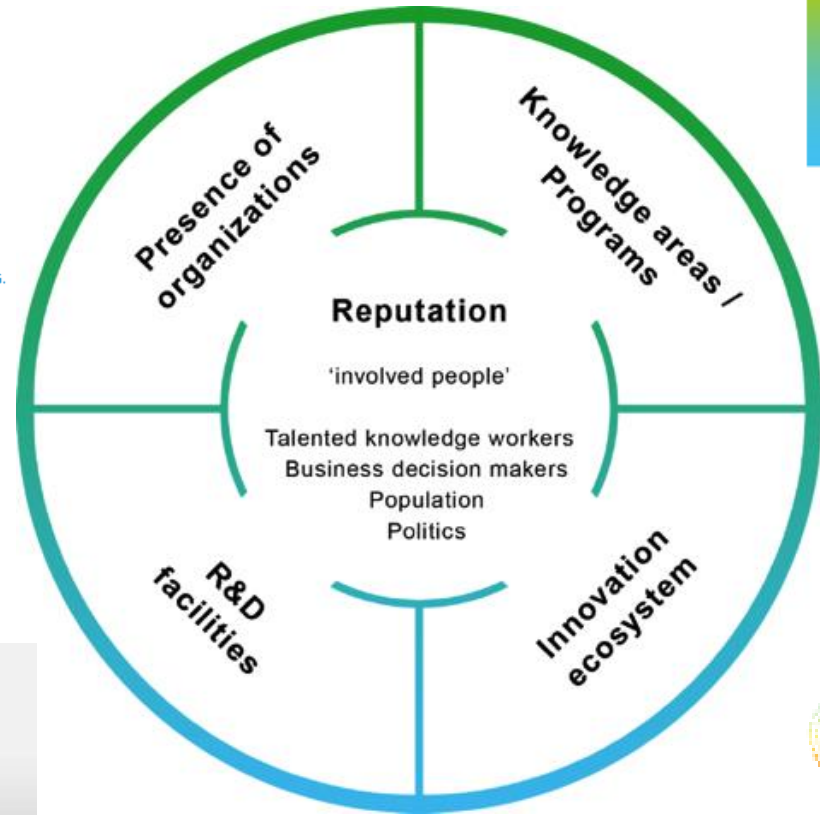 Presence of
organizations
Knowledge areas /
Programs
Reputation
‘involved people’
Talented knowledge workers
Business decision makers
Population
Politics
R&D
facilities
Innovation
ecosystem